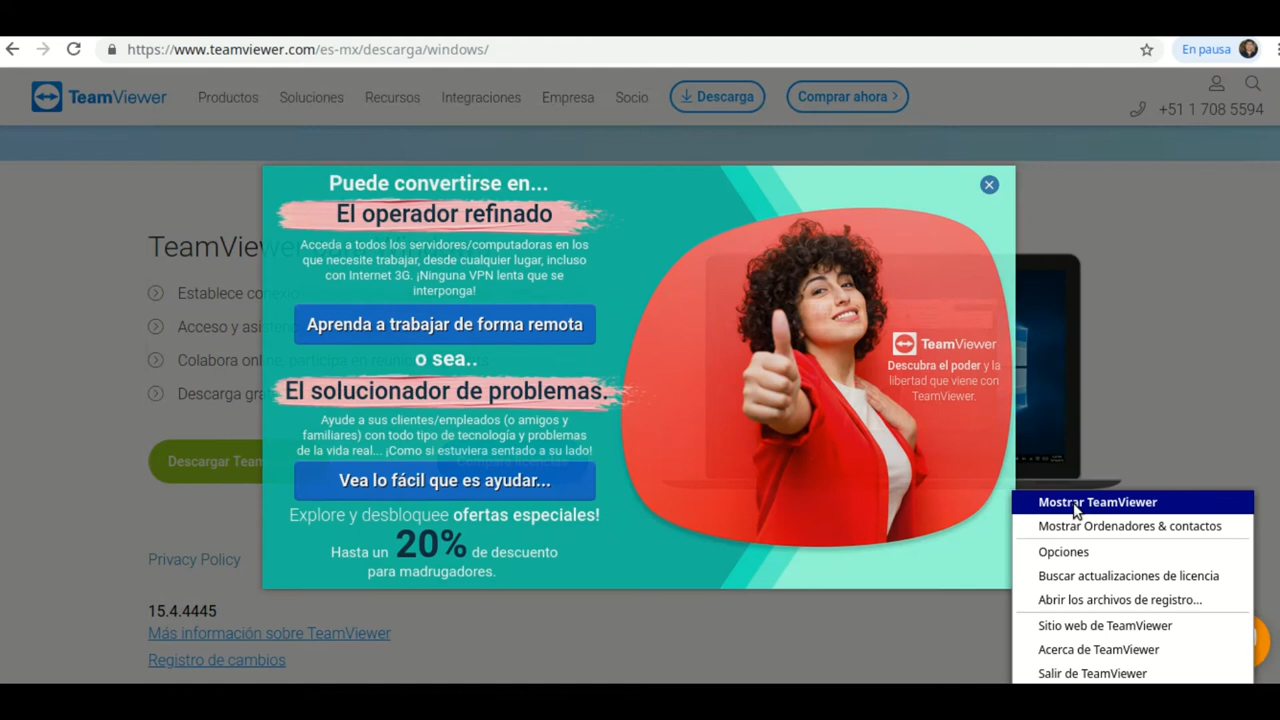 https://www.teamviewer.com/es-mx/descarga/windows/
En pausa
TeamViewer
Productos
Soluciones
Recursos
Integraciones
Empresa
Socio
Descarga
Comprar ahora
+51 1 708 5594
Puede convertirse en...
El operador refinado
Acceda a todos los servidores/computadoras en los
que necesite trabajar, desde cualquier lugar, incluso
con Internet 3G. ¡Ninguna VPN lenta que se
interponga!
Aprenda a trabajar de forma remota
o sea..
El solucionador de problemas.
Ayude a sus clientes/empleados (o amigos y
familiares) con todo tipo de tecnología y problemas
de la vida real... ¡Como si estuviera sentado a su lado!
Vea lo fácil que es ayudar...
Explore y desbloquee ofertas especiales!
Hasta un 20% de descuento
para madrugadores.
TeamViewer
Descubra el poder y la
libertad que viene con
TeamViewer.
TeamViewer
Establece
Acceso y
Colabora online,
Descarga
Descargar
Privacy Policy
15.4.4445
Más información sobre TeamViewer
Registro de cambios
Mostrar TeamViewer
Mostrar Ordenadores & contactos
Opciones
Buscar actualizaciones de licencia
Abrir los archivos de registro...
Sitio web de TeamViewer
Acerca de TeamViewer
Salir de TeamViewer